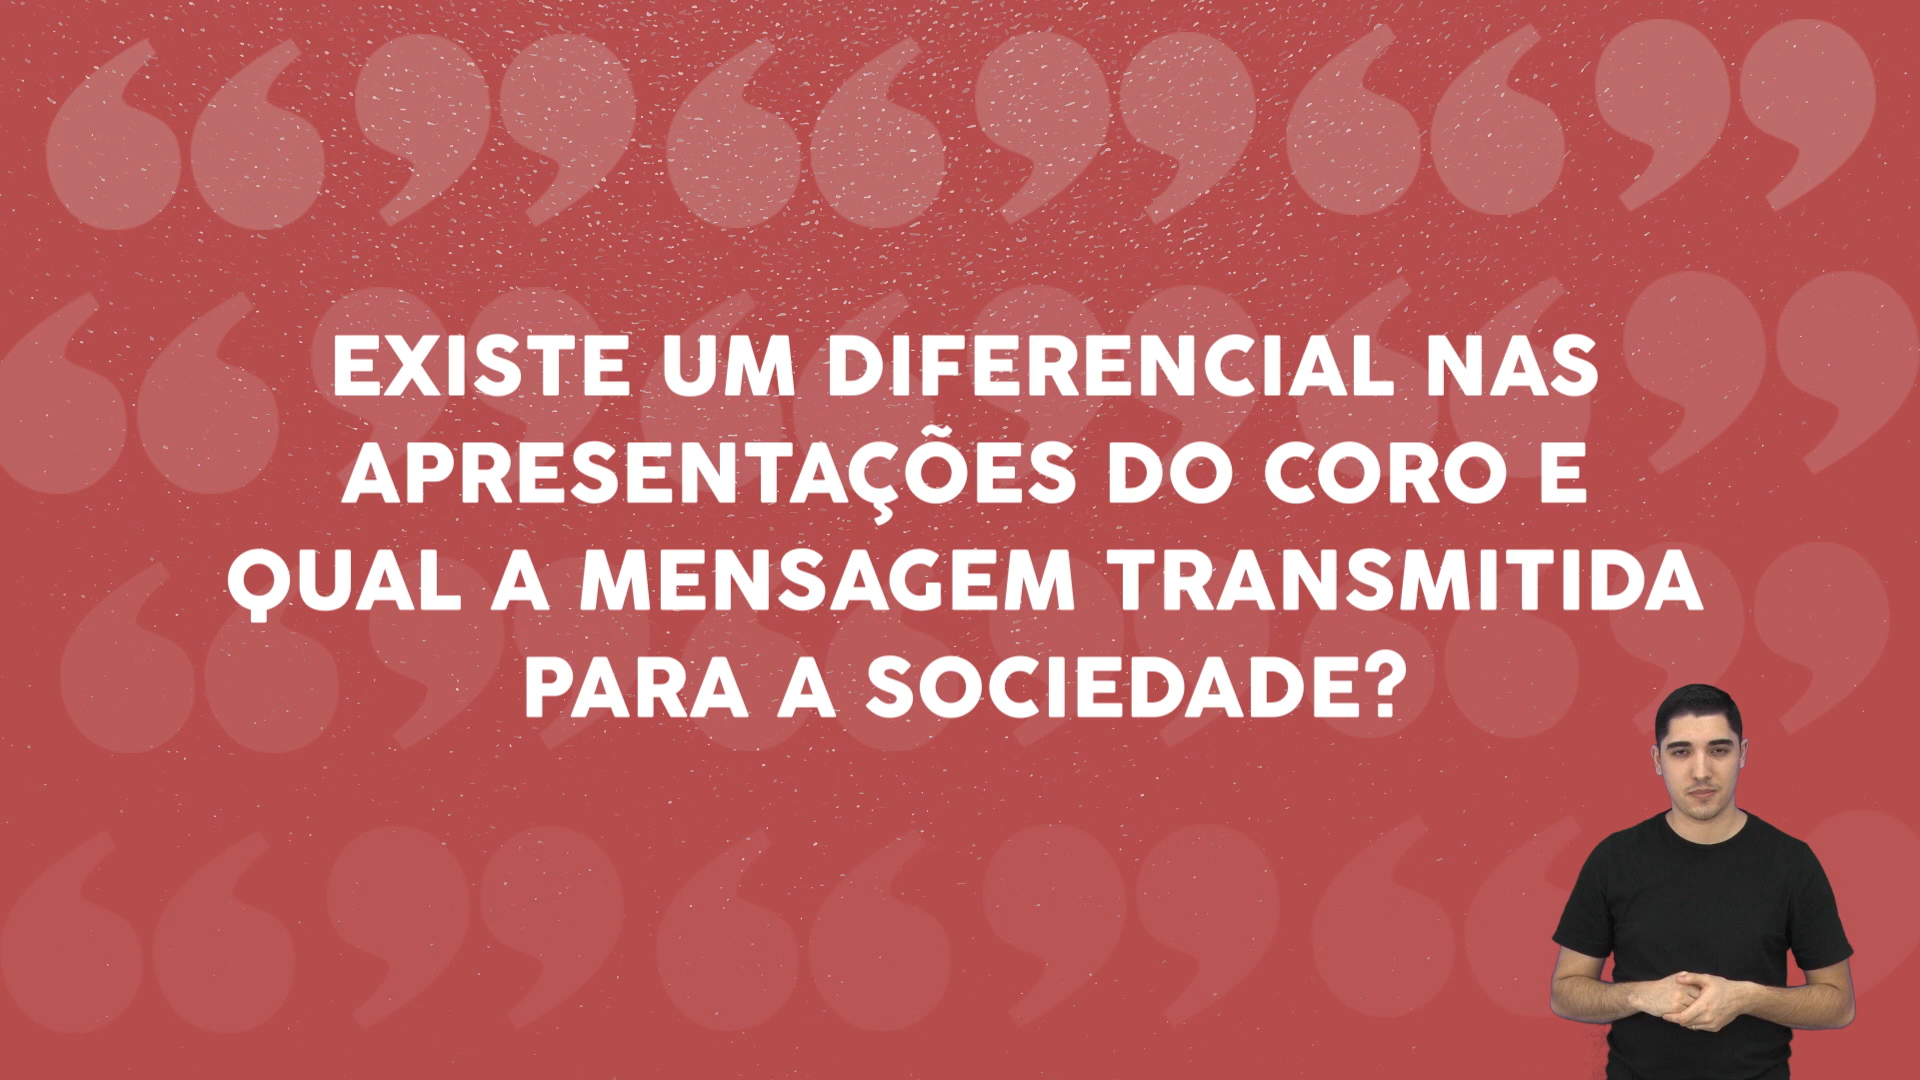 EXISTE UM DIFERENCIAL NAS
APRESENTAÇÕES DO CORO E
QUAL A MENSAGEM TRANSMITIDA
PARA A SOCIEDADE?